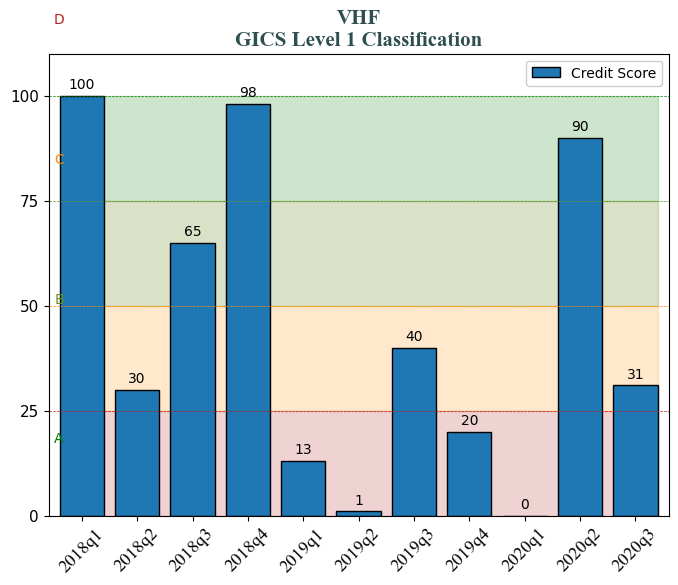 D
VHF
GICS Level 1 Classification
Credit Score
100
30
65
98
13
1
40
20
0
90
31
C
B
A
100
75
50
25
0
2018q1
2018q2
2018q3
2018q4
2019q1
2019q2
2019q3
2019q4
2020q1
2020q2
2020q3